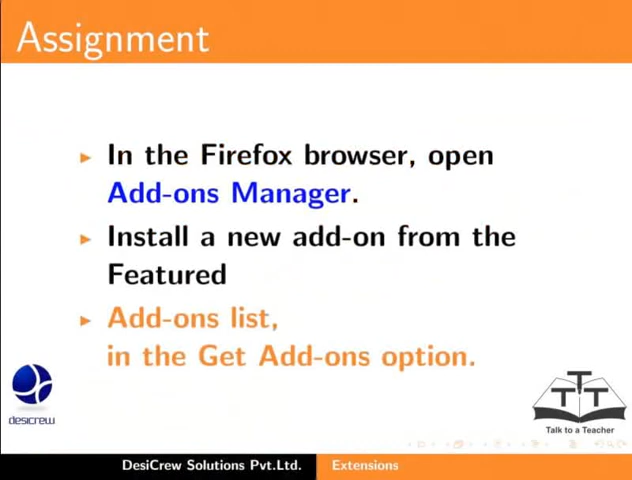 Assignment
In the Firefox browser, open
Add-ons Manager.
Install a new add-on from the
Featured
Add-ons list,
in the Get Add-ons option.
desicrew
T T T
Talk to a Teacher
DesiCrew Solutions Pvt.Ltd. Extensions